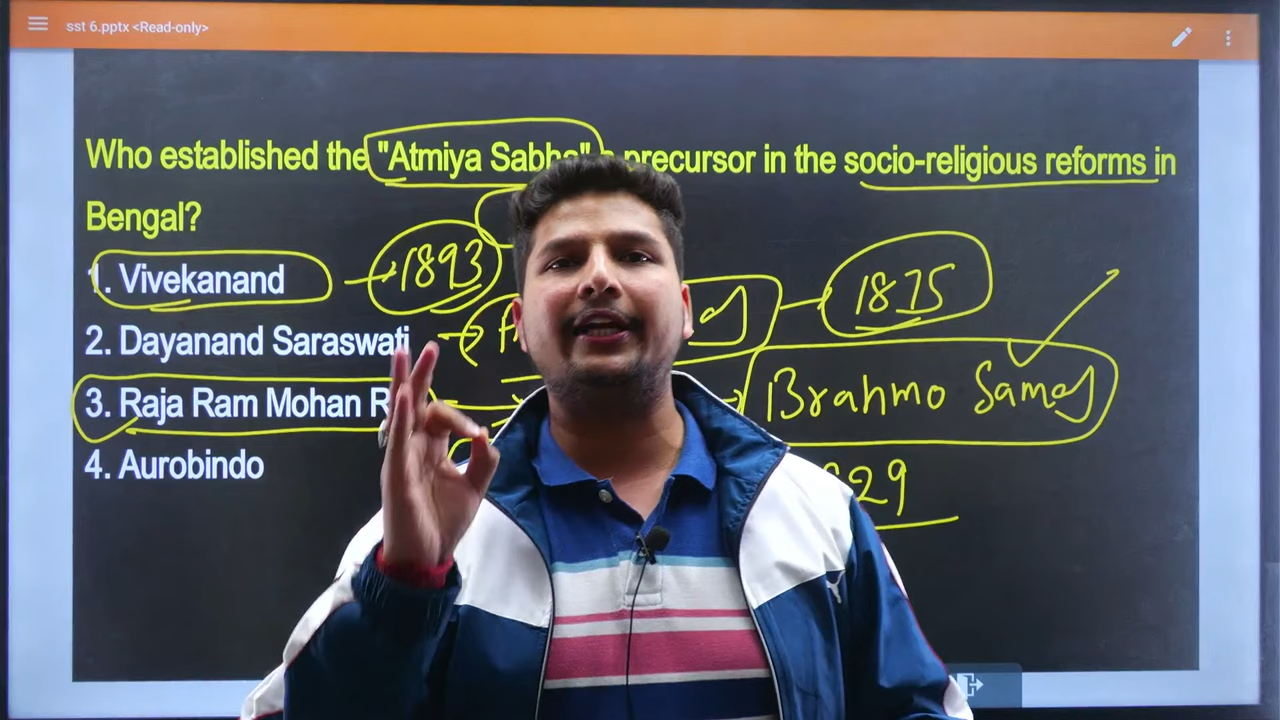 sst 6.pptx <Read-only>
Who established the "Atmiya Sabha" a precursor in the socio-religious reforms in
Bengal?
1. Vivekanand → 1893
2. Dayanand Saraswati 1875
3. Raja Ram Mohan R Brahmo Samaj
4. Aurobindo
29